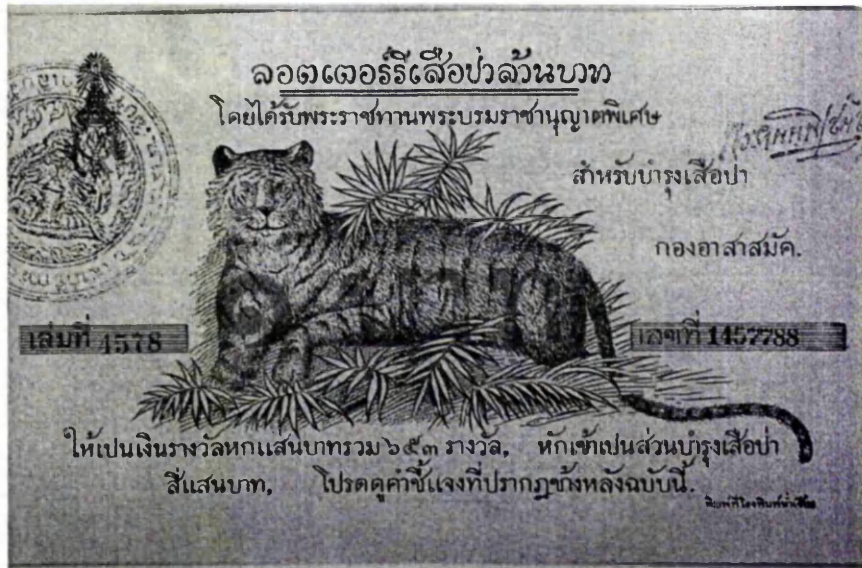 ลอตเตอร์รีเสือป่าล้านบาท
โดยได้รับพระราชทานพระบรมราชานุญาตพิเศษ
สำหรับบำรุงเสือป่า
กองอาสาสมัค.
เล่มที่ 4578
เลขที่ 1457788
ให้เปนเงินรางวัลหกแสนบาทรวม ๖๕๓ รางวัล, หักเข้าเปนส่วนบำรุงเสือป่า
สี่แสนบาท, โปรดดูคำชี้แจงที่ปรากฏข้างหลังฉบับนี้.